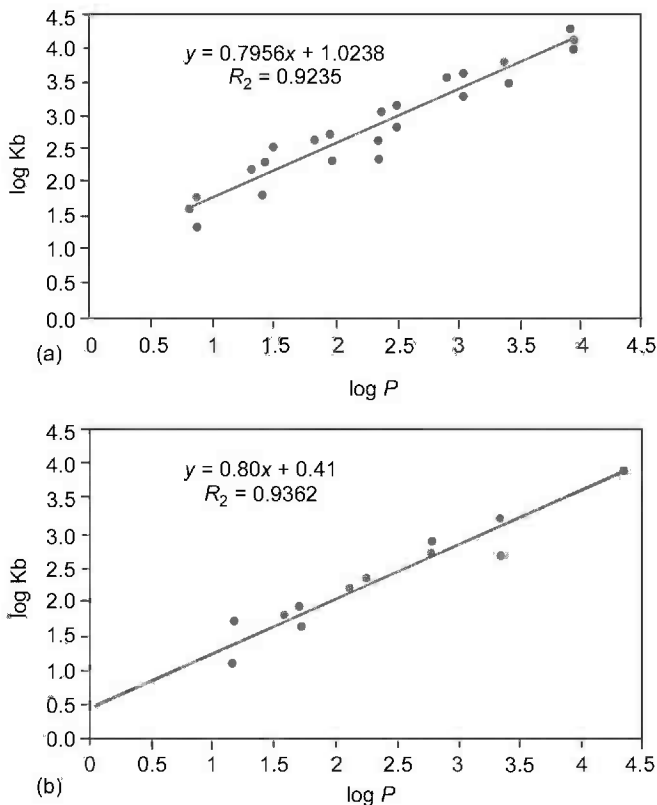 4.5
4.0
3.5
3.0
2.5
2.0
1.5
1.0
0.5
0.0
log Kb
y = 0.7956x + 1.0238
R2 = 0.9235
0 0.5 1 1.5 2 2.5 3 3.5 4 4.5
(a)
log P
4.5
4.0
3.5
3.0
2.5
2.0
1.5
1.0
0.5
0.0
log Kb
y = 0.80x + 0.41
R2 = 0.9362
0 0.5 1 1.5 2 2.5 3 3.5 4 4.5
(b)
log P